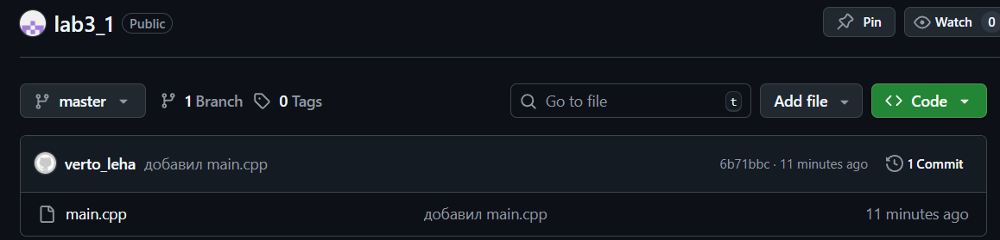 lab3_1 Public Pin Watch 0
master 1 Branch 0 Tags Go to file t Add file Code
verto_leha добавил main.cpp 6b71bbc · 11 minutes ago 1 Commit
main.cpp добавил main.cpp 11 minutes ago